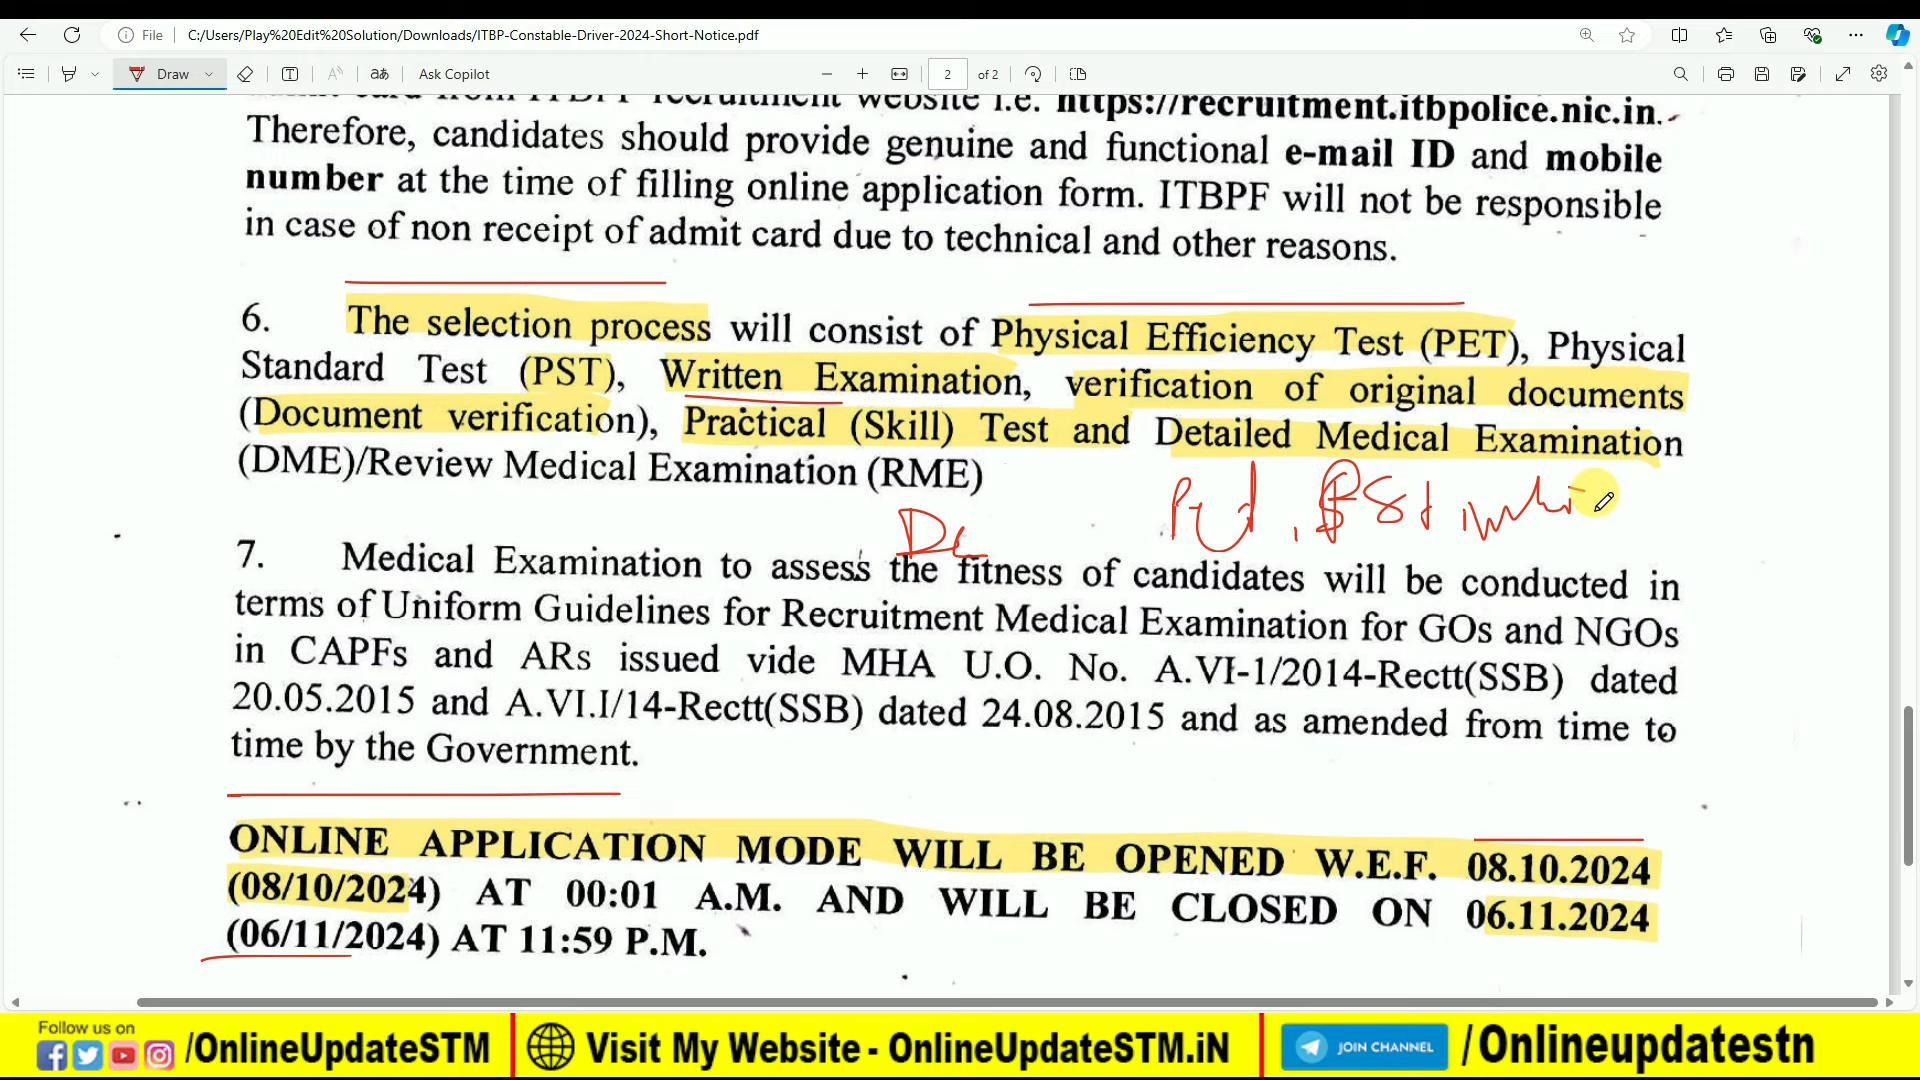 File C:/Users/Play%20Edit%20Solution/Downloads/ITBP-Constable-Driver-2024-Short-Notice.pdf
Draw Ask Copilot 2 of 2
admit card from ITBPF recruitment website i.e. https://recruitment.itbpolice.nic.in.
Therefore, candidates should provide genuine and functional e-mail ID and mobile
number at the time of filling online application form. ITBPF will not be responsible
in case of non receipt of admit card due to technical and other reasons.
6. The selection process will consist of Physical Efficiency Test (PET), Physical
Standard Test (PST), Written Examination, verification of original documents
(Document verification), Practical (Skill) Test and Detailed Medical Examination
(DME)/Review Medical Examination (RME)
7. Medical Examination to assess the fitness of candidates will be conducted in
terms of Uniform Guidelines for Recruitment Medical Examination for GOs and NGOs
in CAPFs and ARs issued vide MHA U.O. No. A.VI-1/2014-Rectt(SSB) dated
20.05.2015 and A.VI.I/14-Rectt(SSB) dated 24.08.2015 and as amended from time to
time by the Government.
ONLINE APPLICATION MODE WILL BE OPENED W.E.F. 08.10.2024
(08/10/2024) AT 00:01 A.M. AND WILL BE CLOSED ON 06.11.2024
(06/11/2024) AT 11:59 P.M.
Follow us on
/OnlineUpdateSTM Visit My Website - OnlineUpdateSTM.iN JOIN CHANNEL /Onlineupdatestn